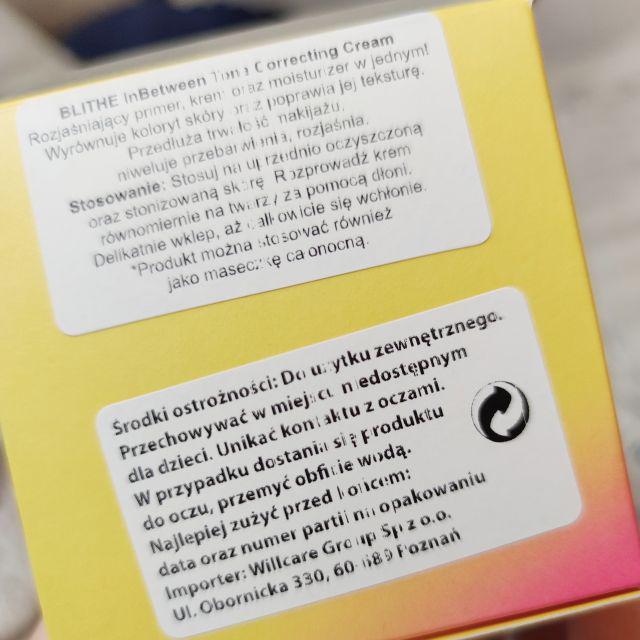 BLITHE InBetween Tone Correcting Cream
Rozjaśniający primer, krem oraz moisturizer w jednym!
Wyrównuje koloryt skóry oraz poprawia jej teksturę.
Przedłuża trwałość makijażu,
niweluje przebarwienia, rozjaśnia.
Stosowanie: Stosuj na uprzednio oczyszczoną
oraz stonizowaną skórę. Rozprowadź krem
równomiernie na twarzy za pomocą dłoni.
Delikatnie wklep, aż całkowicie się wchłonie.
*Produkt można stosować również
jako maseczkę całonocną.
Środki ostrożności: Do użytku zewnętrznego.
Przechowywać w miejscu niedostępnym
dla dzieci. Unikać kontaktu z oczami.
W przypadku dostania się produktu
do oczu, przemyć obficie wodą.
Najlepiej zużyć przed końcem:
data oraz numer partii na opakowaniu
Importer: Willcare Group Sp z o.o.
Ul. Obornicka 330, 60-689 Poznań